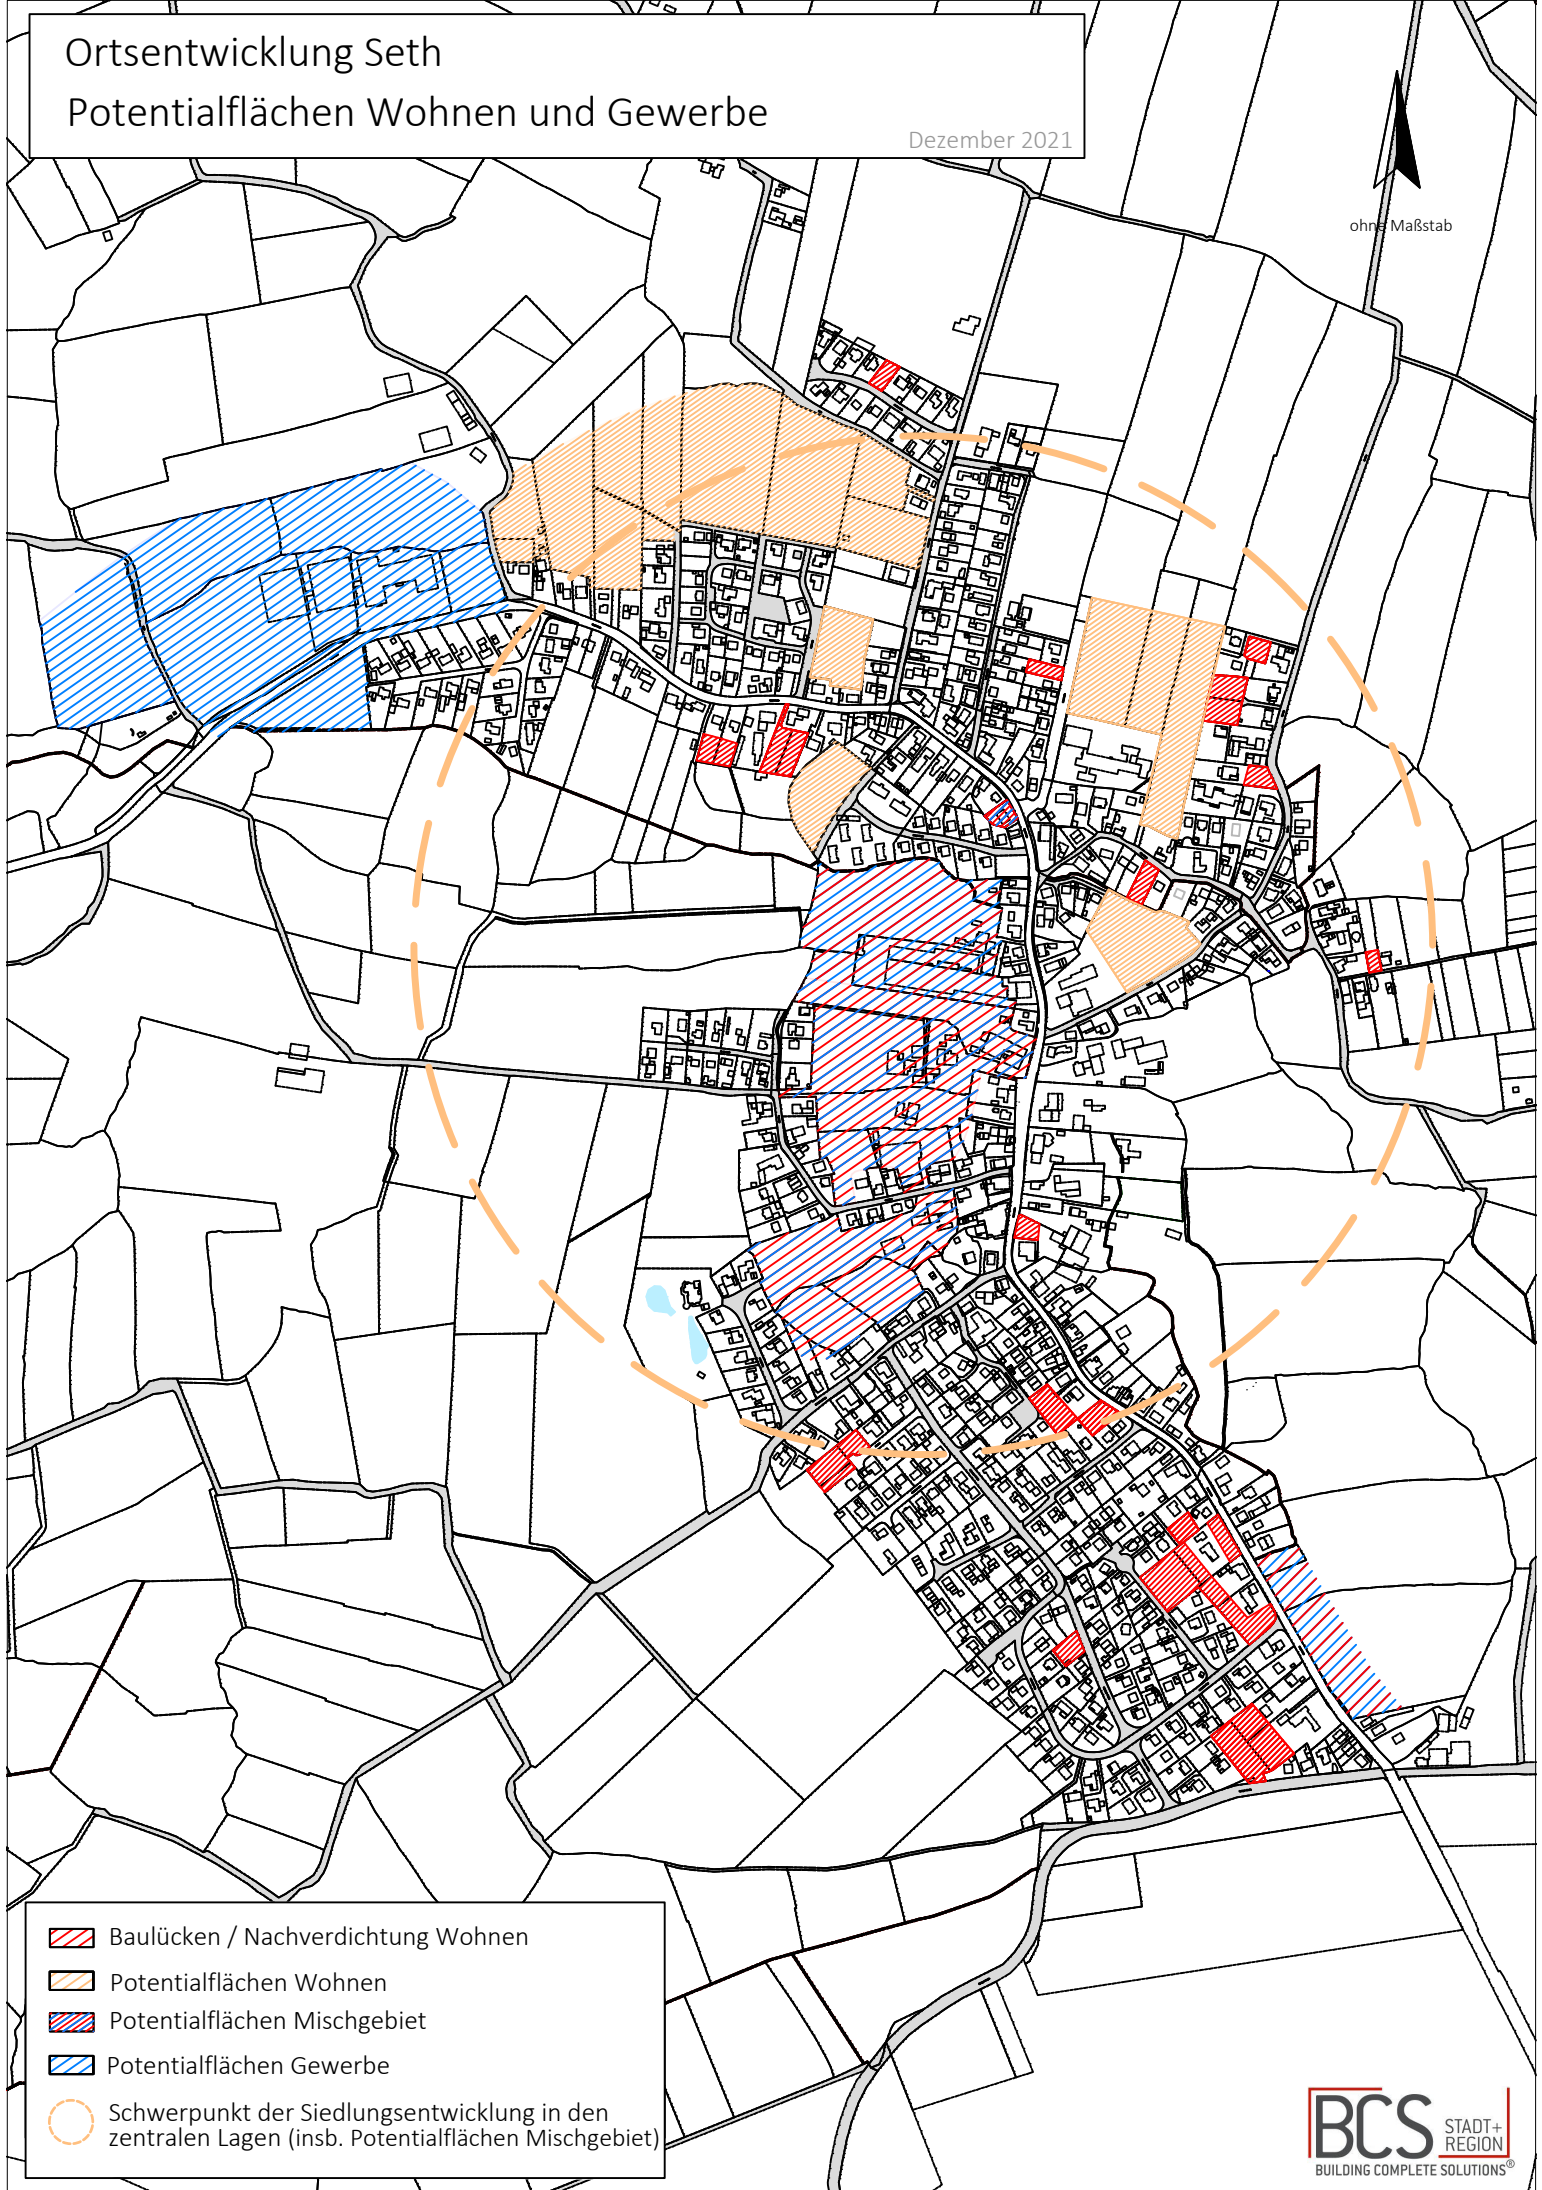 Ortsentwicklung Seth
Potentialflächen Wohnen und Gewerbe
Dezember 2021
ohne Maßstab
Baulücken / Nachverdichtung Wohnen
Potentialflächen Wohnen
Potentialflächen Mischgebiet
Potentialflächen Gewerbe
Schwerpunkt der Siedlungsentwicklung in den
zentralen Lagen (insb. Potentialflächen Mischgebiet)
BCS STADT+
REGION
BUILDING COMPLETE SOLUTIONS®